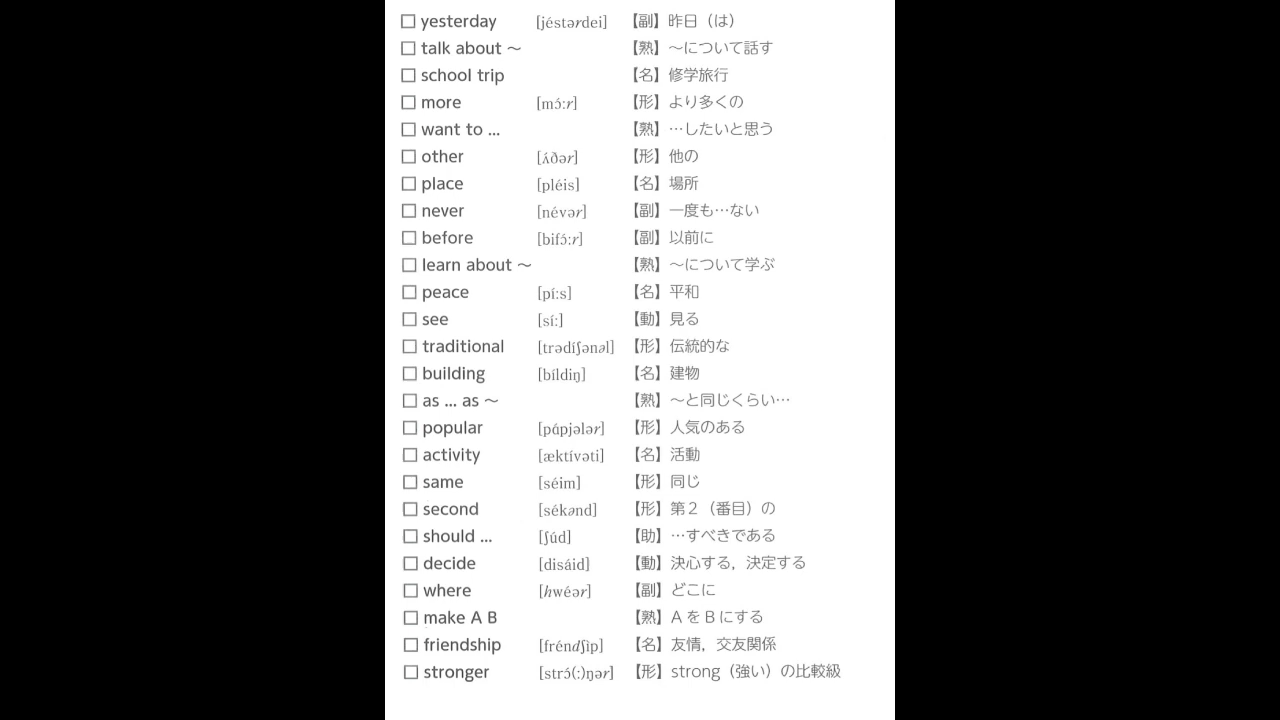 □ yesterday [jéstərdei] 【副】昨日（は）
□ talk about ～ 【熟】～について話す
□ school trip 【名】修学旅行
□ more [mɔ́ːr] 【形】より多くの
□ want to ... 【熟】…したいと思う
□ other [ʌ́ðər] 【形】他の
□ place [pléis] 【名】場所
□ never [névər] 【副】一度も…ない
□ before [bifɔ́ːr] 【副】以前に
□ learn about ～ 【熟】～について学ぶ
□ peace [píːs] 【名】平和
□ see [síː] 【動】見る
□ traditional [trədíʃənəl] 【形】伝統的な
□ building [bíldiŋ] 【名】建物
□ as ... as ～ 【熟】～と同じくらい…
□ popular [pɑ́pjələr] 【形】人気のある
□ activity [æktívəti] 【名】活動
□ same [séim] 【形】同じ
□ second [sékənd] 【形】第２（番目）の
□ should ... [ʃúd] 【助】…すべきである
□ decide [disáid] 【動】決心する，決定する
□ where [hwéər] 【副】どこに
□ make A B 【熟】A を B にする
□ friendship [fréndʃìp] 【名】友情，交友関係
□ stronger [strɔ́(ː)ŋər] 【形】strong（強い）の比較級